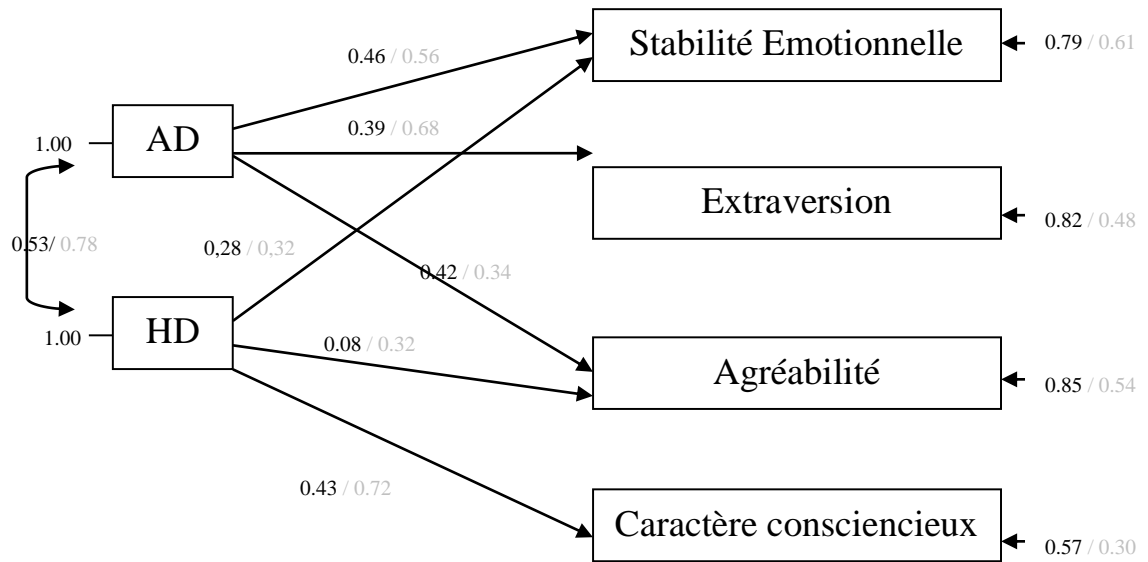 Stabilité Emotionnelle
0.79 / 0.61
0.46 / 0.56
AD
1.00
0.39 / 0.68
Extraversion
0.82 / 0.48
0.53/ 0.78
0,28 / 0,32
0.42 / 0.34
HD
1.00
0.08 / 0.32
Agréabilité
0.85 / 0.54
0.43 / 0.72
Caractère consciencieux
0.57 / 0.30